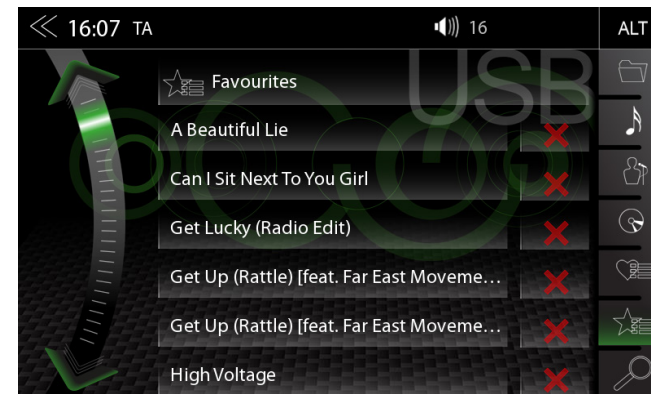 16:07 TA 16 ALT
USB
Favourites
A Beautiful Lie
Can I Sit Next To You Girl
Get Lucky (Radio Edit)
Get Up (Rattle) [feat. Far East Moveme...
Get Up (Rattle) [feat. Far East Moveme...
High Voltage